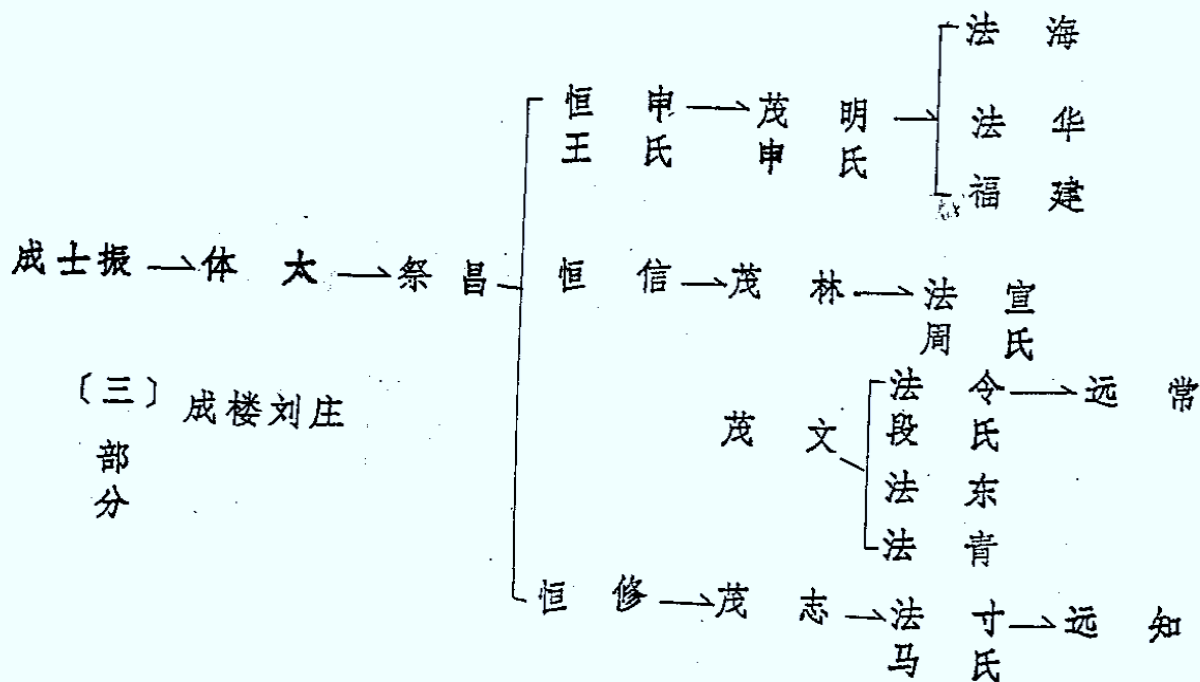 法 海
恒 申 茂 明
王 氏 申 氏
法 华
福 建
成士振 体 太 祭 昌 恒 信 茂 林 法 宣
周 氏
〔三〕 成楼刘庄
部
分
茂 文
法 令 远 常
段 氏
法 东
法 青
恒 修 茂 志 法 寸 远 知
马 氏